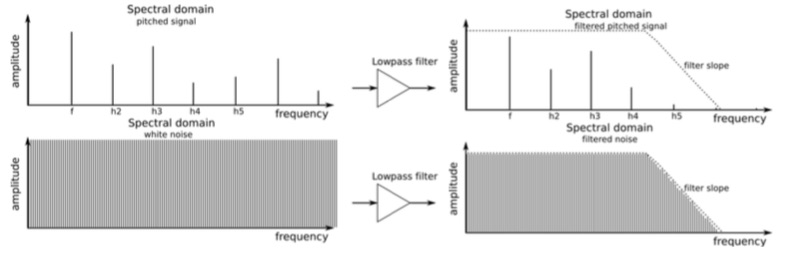 Spectral domain
pitched signal
amplitude
f h2 h3 h4 h5 frequency
Lowpass filter
Spectral domain
filtered pitched signal
amplitude
filter slope
f h2 h3 h4 h5 frequency
Spectral domain
white noise
amplitude
frequency
Lowpass filter
Spectral domain
filtered noise
amplitude
filter slope
frequency